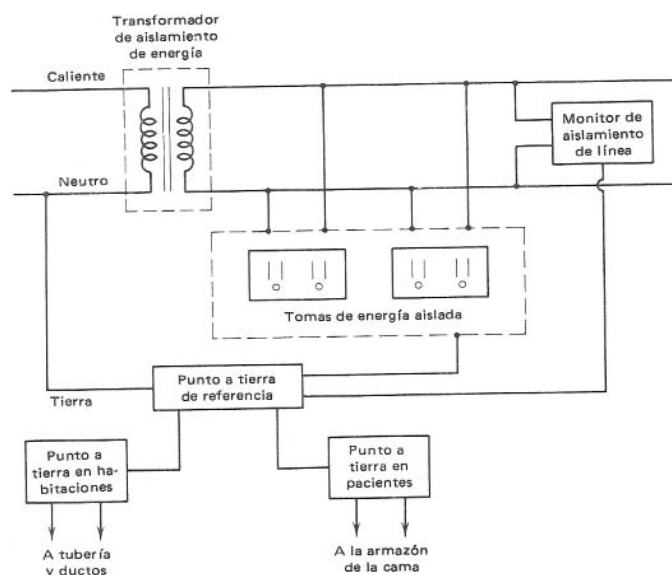 Transformador
de aislamiento
de energía
Caliente
Monitor de
aislamiento
de línea
Neutro
Tomas de energía aislada
Punto a tierra
de referencia
Tierra
Punto a
tierra en ha-
bitaciones
Punto a
tierra en
pacientes
A tubería
y ductos
A la armazón
de la cama